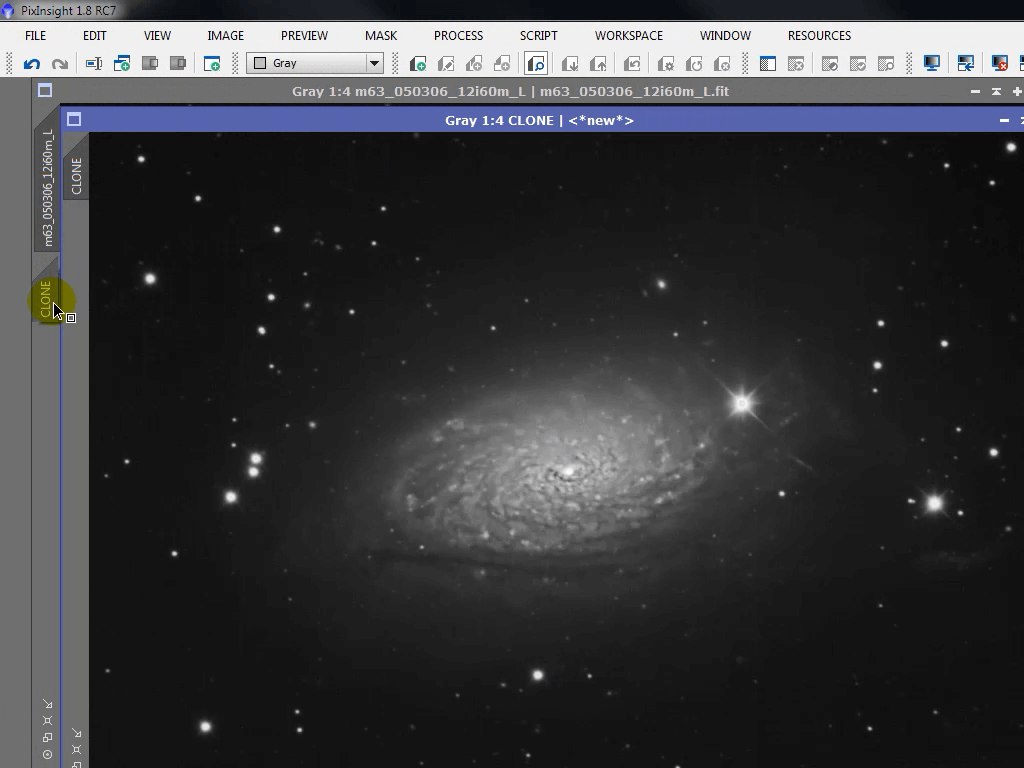 PixInsight 1.8 RC7
FILE EDIT VIEW IMAGE PREVIEW MASK PROCESS SCRIPT WORKSPACE WINDOW RESOURCES
Gray
Gray 1:4 m63_050306_12i60m_L | m63_050306_12i60m_L.fit
Gray 1:4 CLONE | <*new*>
m63_050306_12i60m_L
CLONE
CLONE